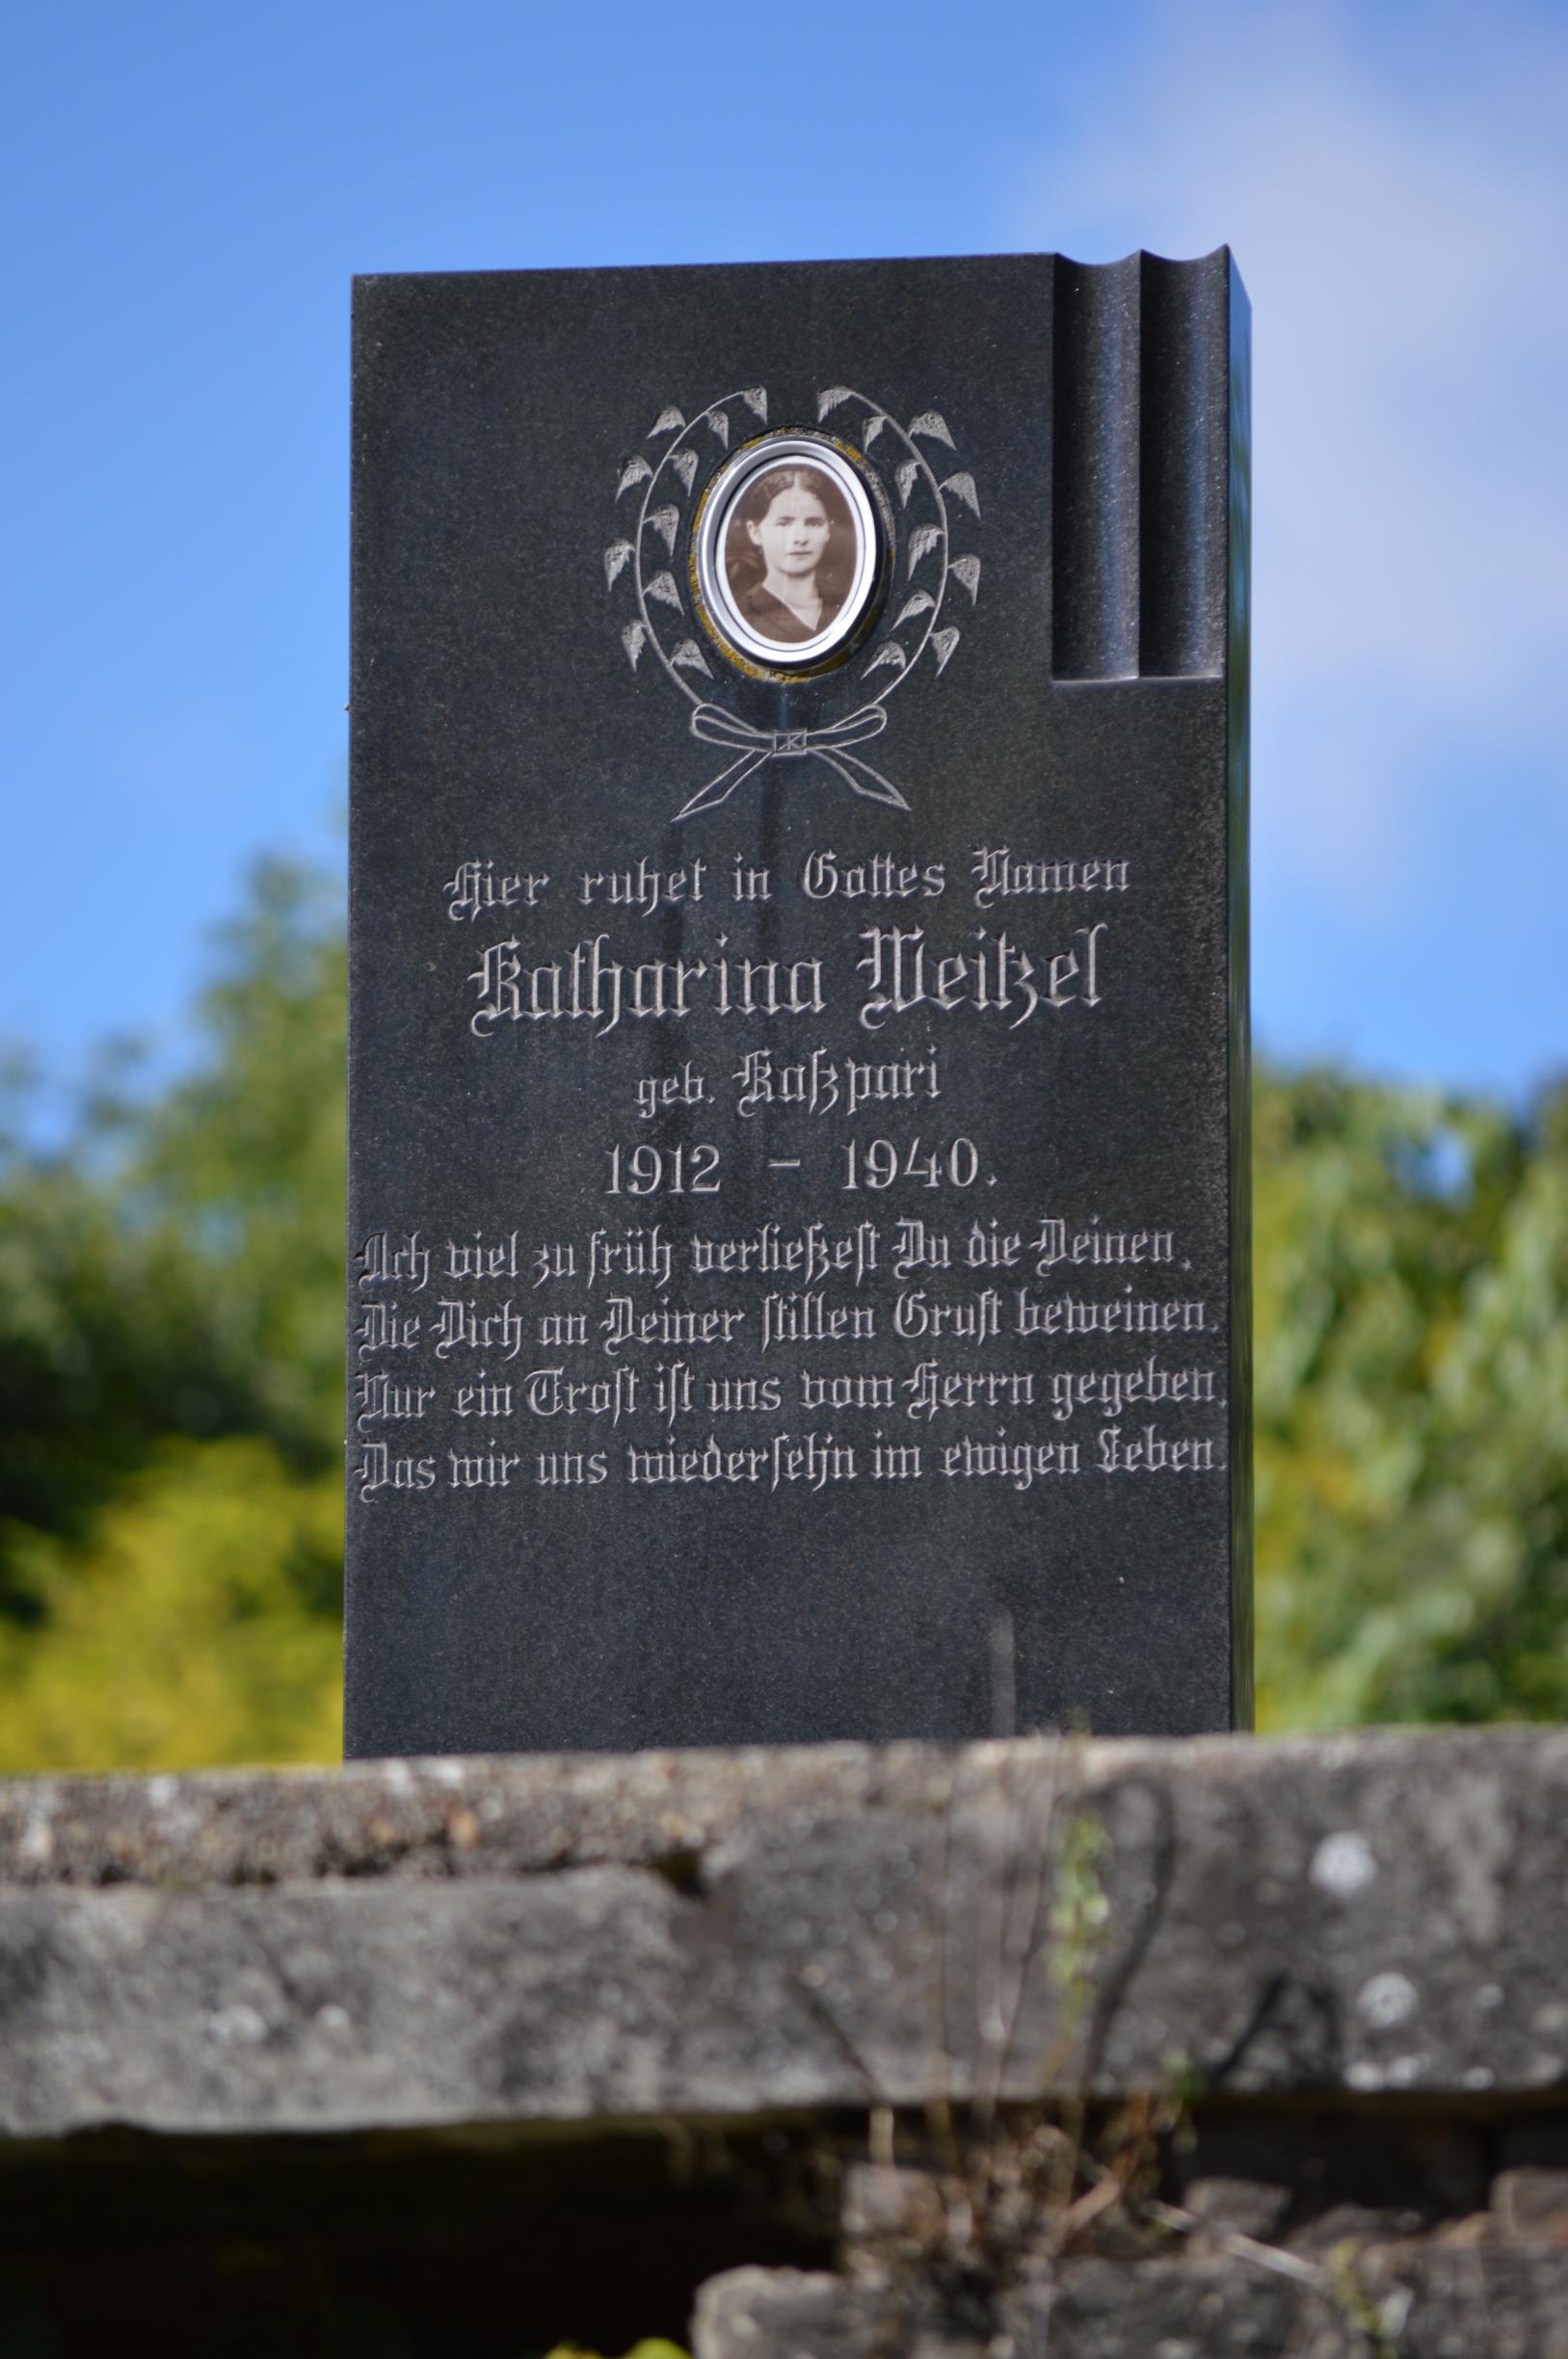 Hier ruhet in Gottes Namen
Katharina Weitzel
geb. Kaßpari
1912 – 1940.
Ach viel zu früh verließest Du die Deinen,
Die Dich an Deiner stillen Gruft beweinen.
Nur ein Trost ist uns vom Herrn gegeben,
Das wir uns wiedersehn im ewigen Leben.